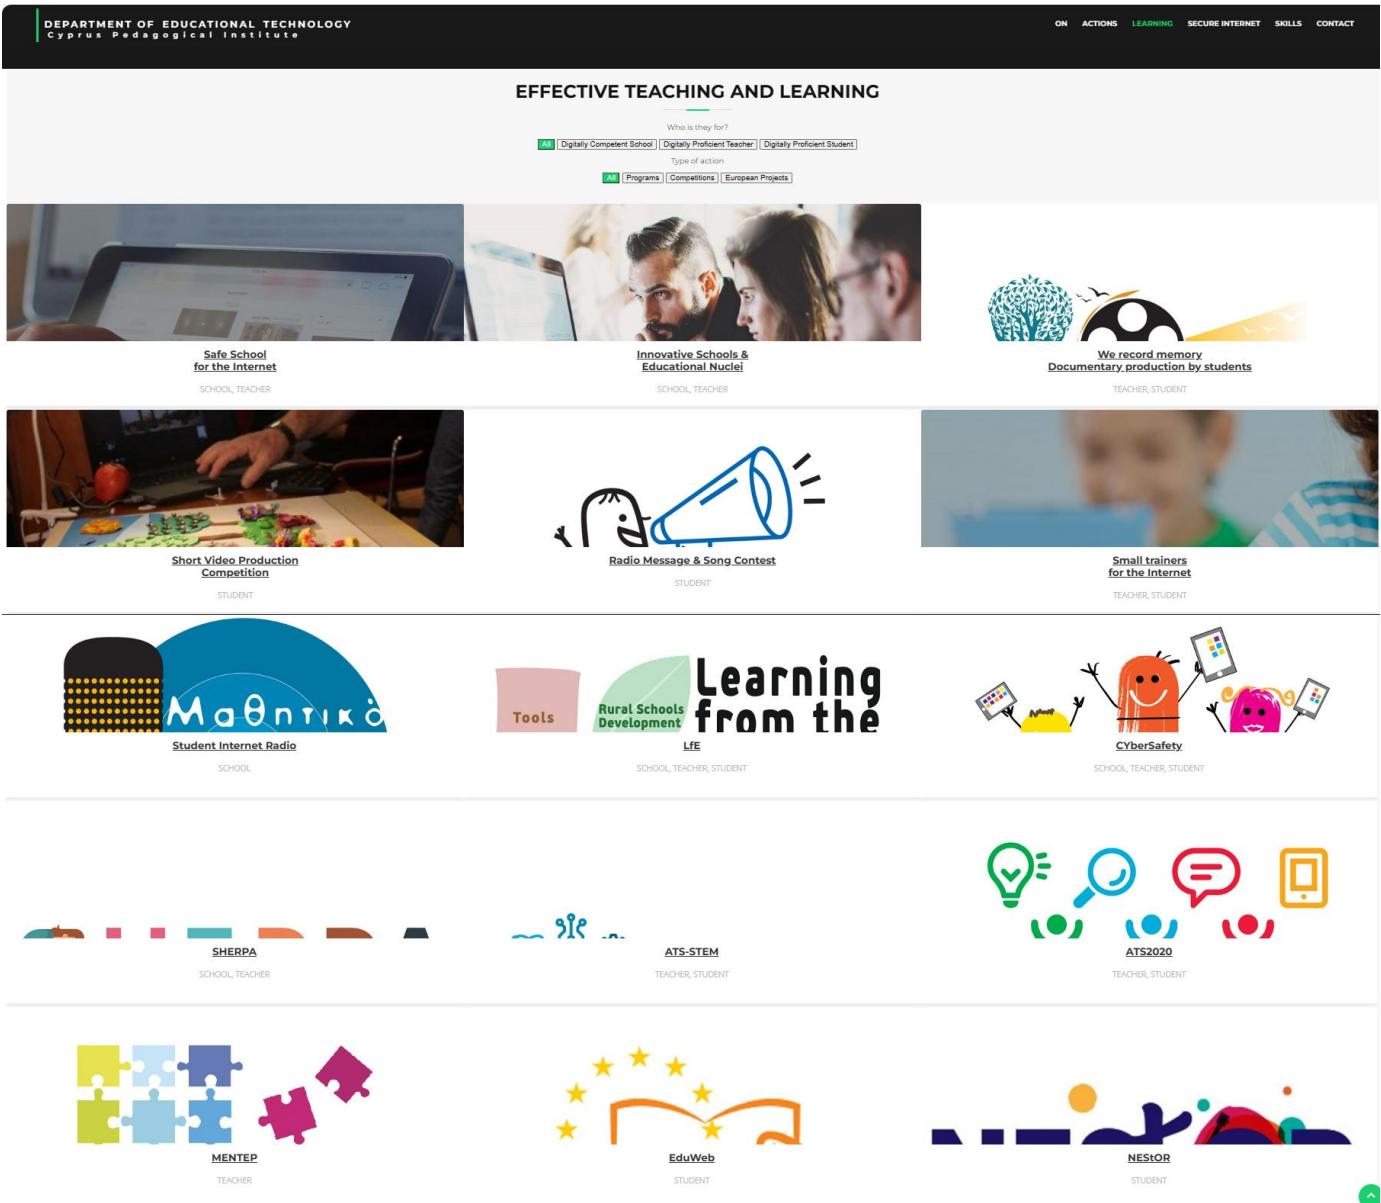 DEPARTMENT OF EDUCATIONAL TECHNOLOGY
Cyprus Pedagogical Institute
ON ACTIONS LEARNING SECURE INTERNET SKILLS CONTACT
EFFECTIVE TEACHING AND LEARNING
Who is they for?
All Digitally Competent School Digitally Proficient Teacher Digitally Proficient Student
Type of action
All Programs Competitions European Projects
Safe School
for the Internet
SCHOOL, TEACHER
Innovative Schools &
Educational Nuclei
SCHOOL, TEACHER
We record memory
Documentary production by students
TEACHER, STUDENT
Short Video Production
Competition
STUDENT
Radio Message & Song Contest
STUDENT
Small trainers
for the Internet
TEACHER, STUDENT
Μαθητικό
Student Internet Radio
SCHOOL
Tools
Rural Schools
Development
Learning
from the
LfE
SCHOOL, TEACHER, STUDENT
CYberSafety
SCHOOL, TEACHER, STUDENT
SHERPA
SCHOOL, TEACHER
ATS-STEM
TEACHER, STUDENT
ATS2020
TEACHER, STUDENT
MENTEP
TEACHER
EduWeb
STUDENT
NEStOR
STUDENT